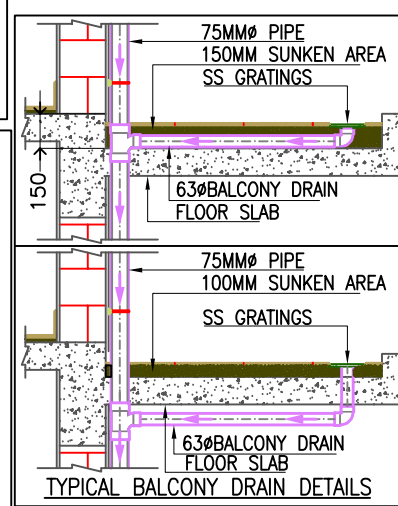 75MMØ PIPE
150MM SUNKEN AREA
SS GRATINGS
150
63ØBALCONY DRAIN
FLOOR SLAB
75MMØ PIPE
100MM SUNKEN AREA
SS GRATINGS
63ØBALCONY DRAIN
FLOOR SLAB
TYPICAL BALCONY DRAIN DETAILS